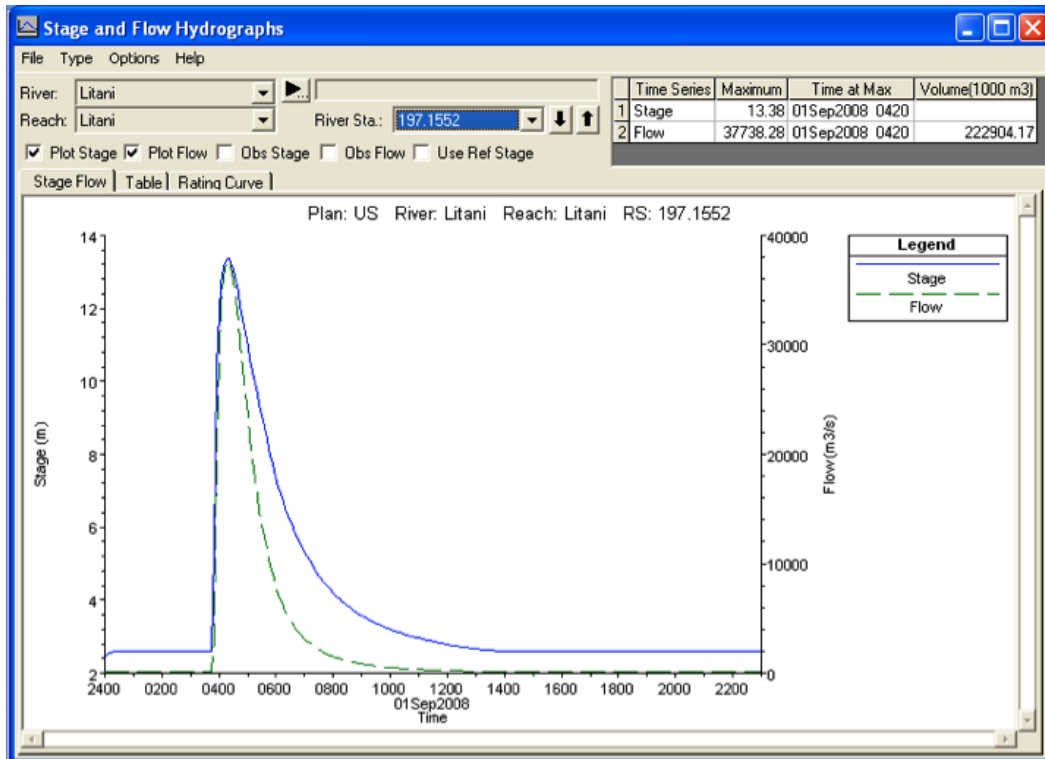 Stage and Flow Hydrographs
File Type Options Help
River: Litani
Reach: Litani River Sta.: 197.1552
Plot Stage Plot Flow Obs Stage Obs Flow Use Ref Stage
Time Series Maximum Time at Max Volume(1000 m3)
1 Stage 13.38 01Sep2008 0420
2 Flow 37738.28 01Sep2008 0420 222904.17
Stage Flow Table Rating Curve
Plan: US River: Litani Reach: Litani RS: 197.1552
14
12
10
8
6
4
2
Stage (m)
40000
30000
20000
10000
0
Flow (m3/s)
Legend
Stage
Flow
2400 0200 0400 0600 0800 1000 1200 1400 1600 1800 2000 2200
01Sep2008
Time